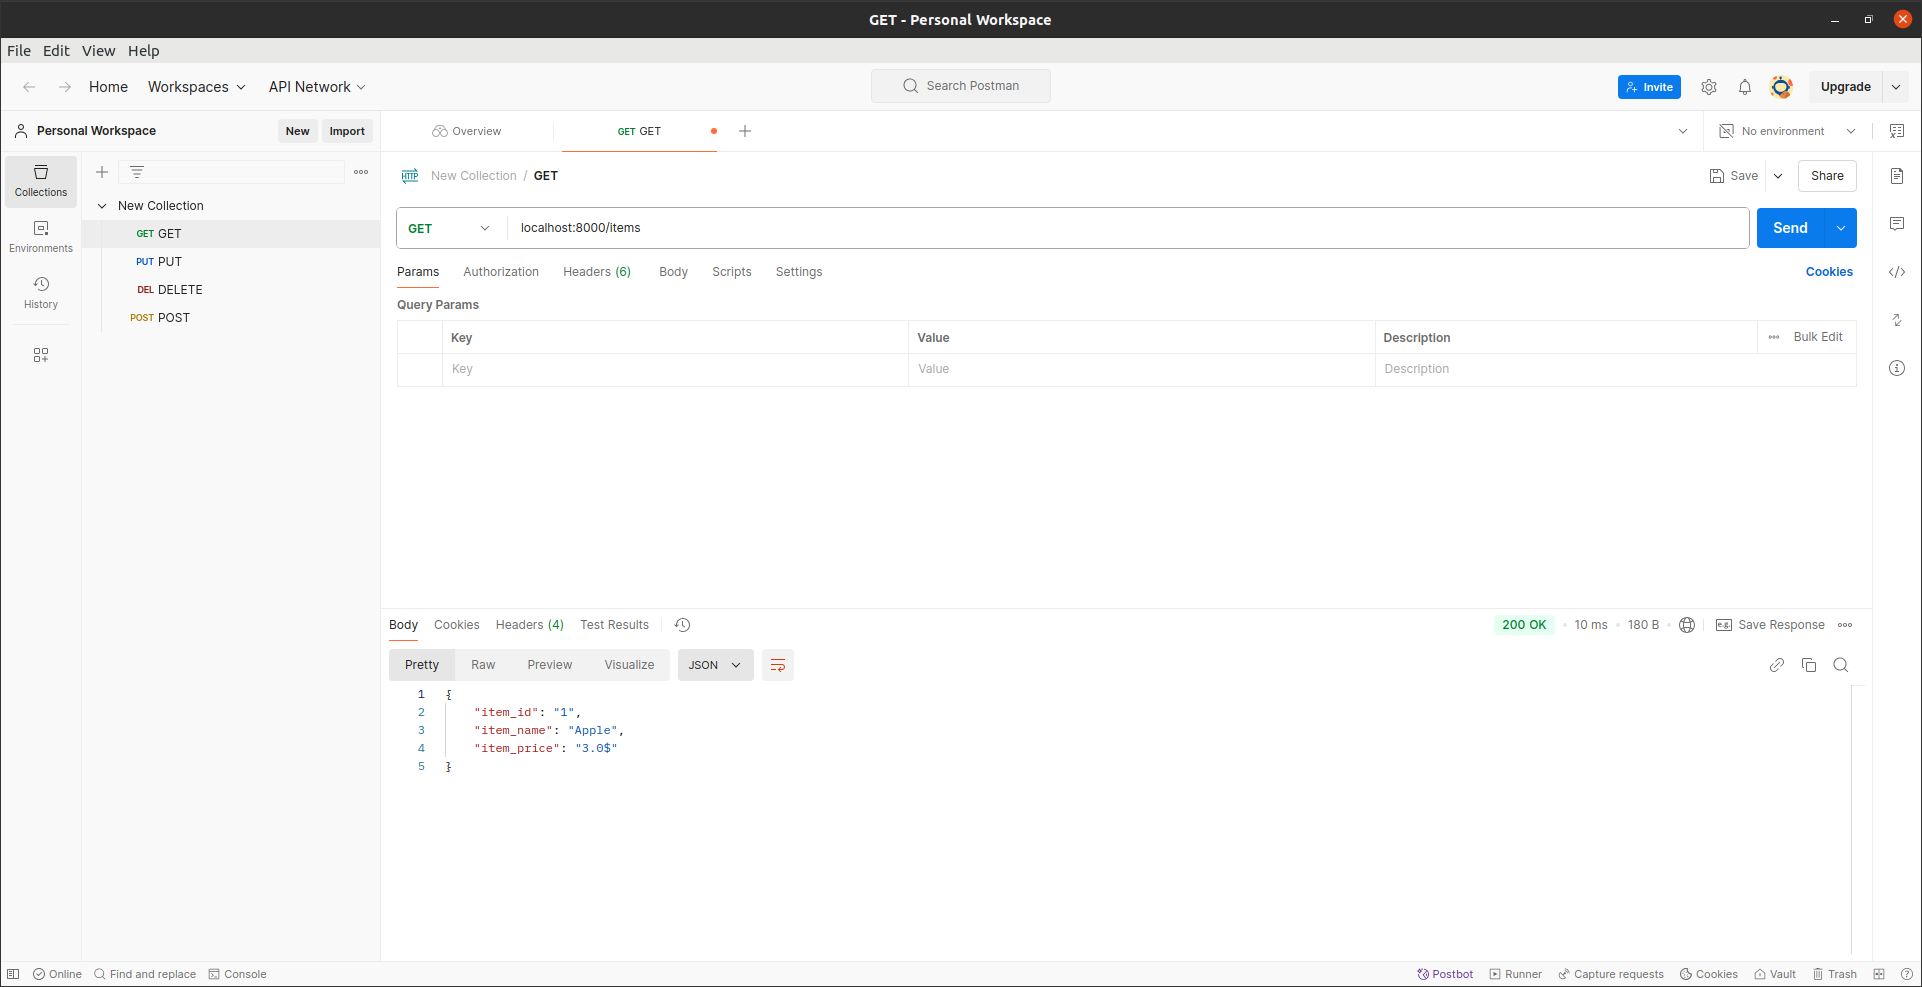 GET - Personal Workspace
File Edit View Help
Home Workspaces API Network Search Postman Invite Upgrade
Personal Workspace New Import Overview GET GET No environment
Collections
Environments
History
New Collection
GET GET
PUT PUT
DEL DELETE
POST POST
HTTP New Collection / GET Save Share
GET localhost:8000/items Send
Params Authorization Headers (6) Body Scripts Settings Cookies
Query Params
Key Value Description Bulk Edit
Key Value Description
Body Cookies Headers (4) Test Results 200 OK 10 ms 180 B e.g. Save Response
Pretty Raw Preview Visualize JSON
1 {
2 "item_id": "1",
3 "item_name": "Apple",
4 "item_price": "3.0$"
5 }
Online Find and replace Console Postbot Runner Capture requests Cookies Vault Trash